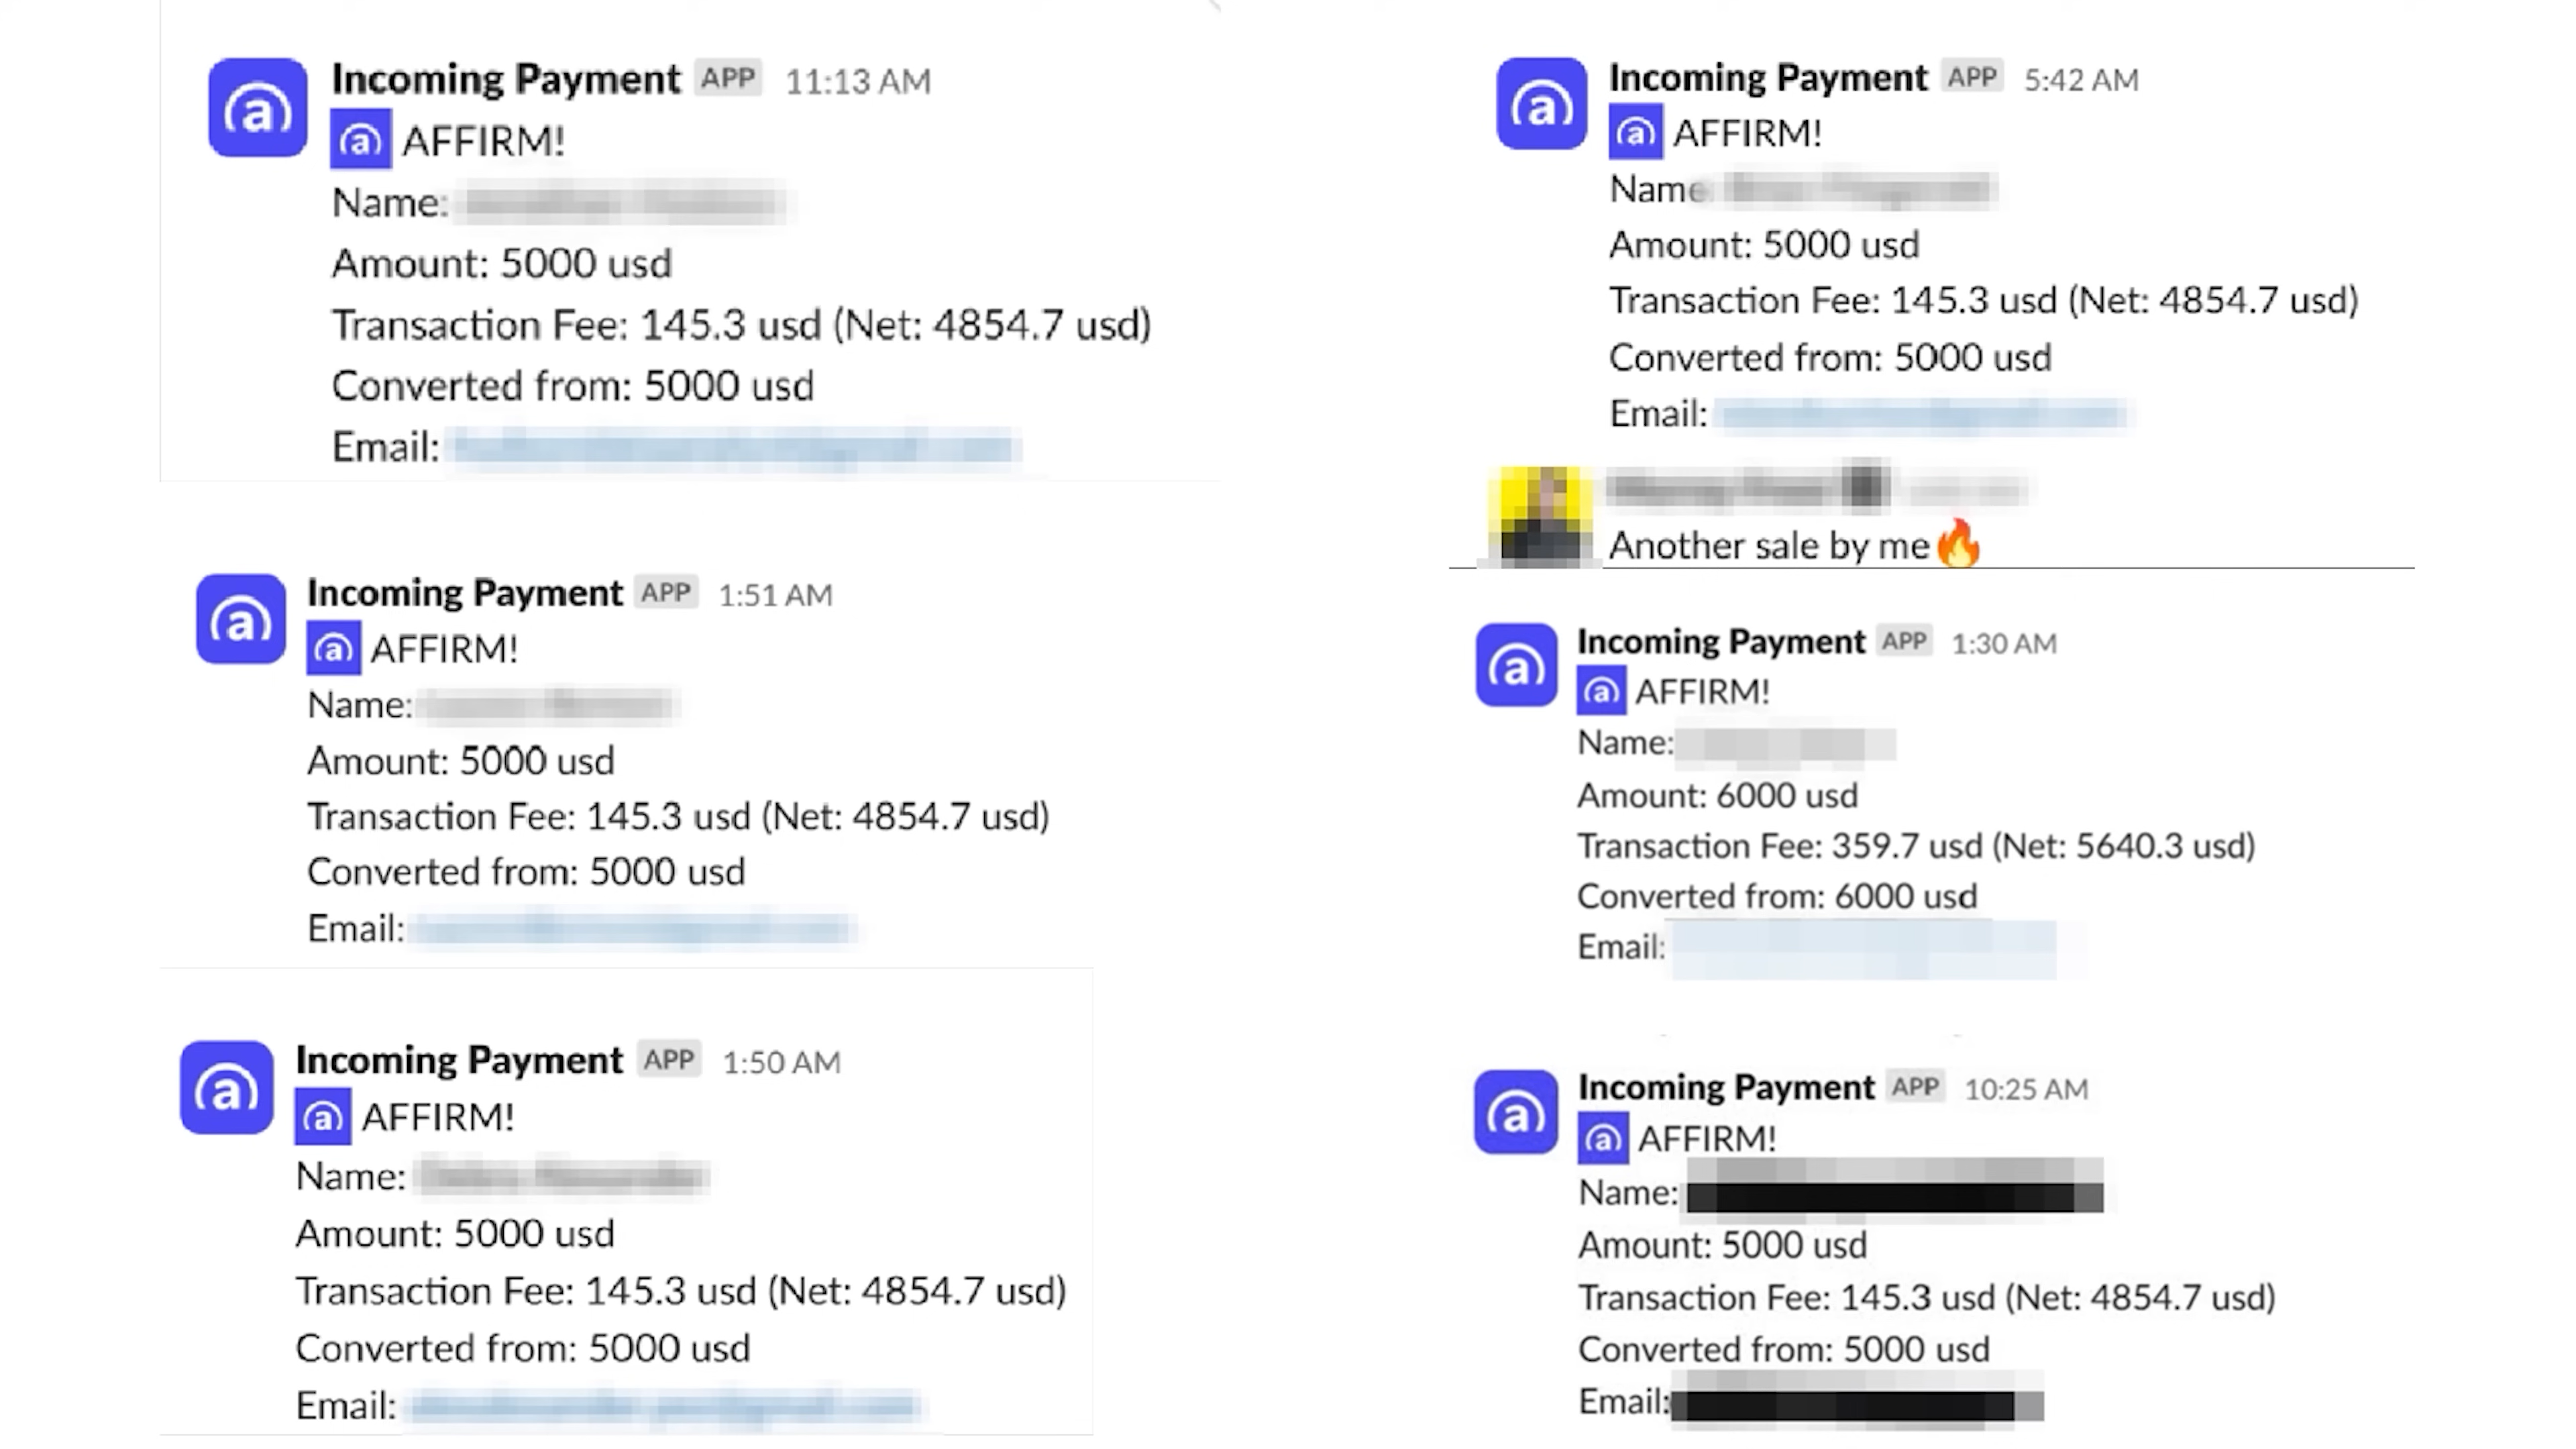 Incoming Payment APP 11:13 AM
a AFFIRM!
Name:
Amount: 5000 usd
Transaction Fee: 145.3 usd (Net: 4854.7 usd)
Converted from: 5000 usd
Email:
Incoming Payment APP 1:51 AM
a AFFIRM!
Name:
Amount: 5000 usd
Transaction Fee: 145.3 usd (Net: 4854.7 usd)
Converted from: 5000 usd
Email:
Incoming Payment APP 1:50 AM
a AFFIRM!
Name:
Amount: 5000 usd
Transaction Fee: 145.3 usd (Net: 4854.7 usd)
Converted from: 5000 usd
Email:
Incoming Payment APP 5:42 AM
a AFFIRM!
Name
Amount: 5000 usd
Transaction Fee: 145.3 usd (Net: 4854.7 usd)
Converted from: 5000 usd
Email:
Another sale by me🔥
Incoming Payment APP 1:30 AM
a AFFIRM!
Name:
Amount: 6000 usd
Transaction Fee: 359.7 usd (Net: 5640.3 usd)
Converted from: 6000 usd
Email:
Incoming Payment APP 10:25 AM
a AFFIRM!
Name:
Amount: 5000 usd
Transaction Fee: 145.3 usd (Net: 4854.7 usd)
Converted from: 5000 usd
Email: